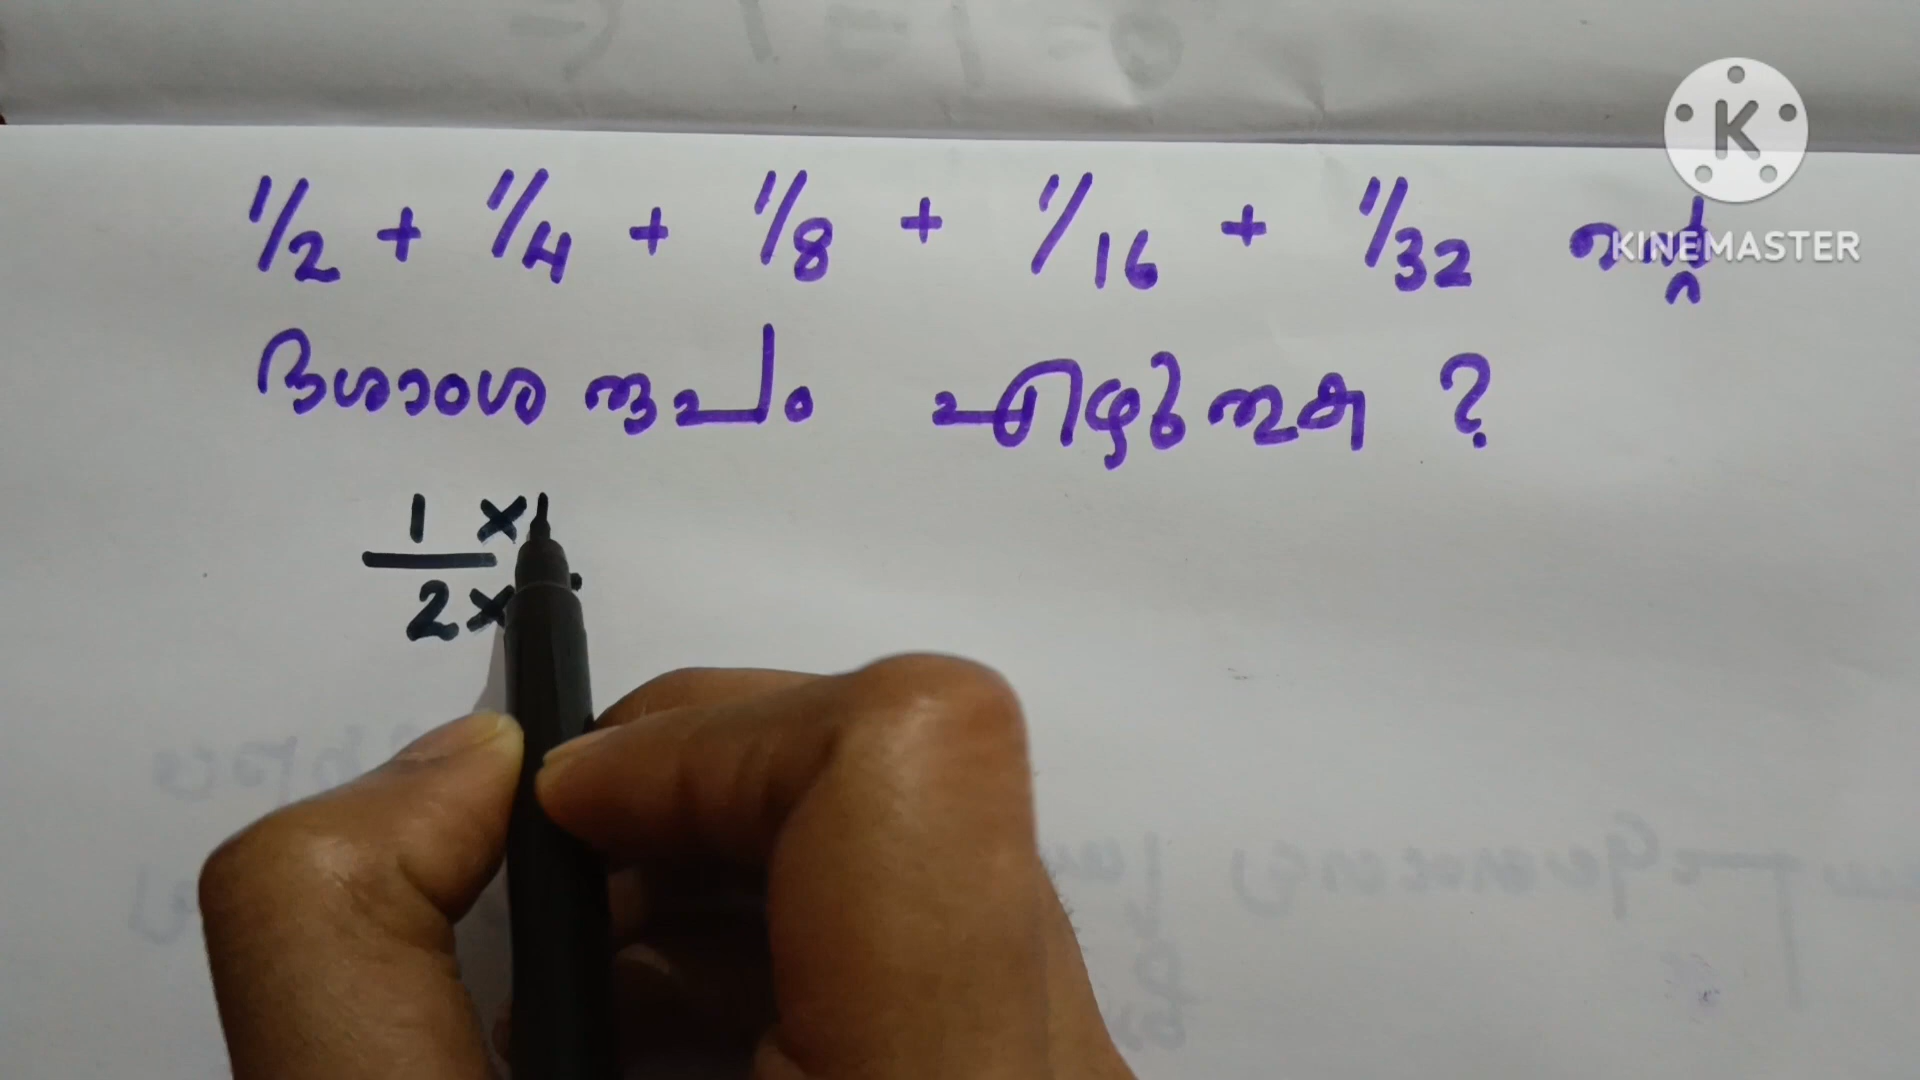 1/2 + 1/4 + 1/8 + 1/16 + 1/32 ന്റെ
ദശാംശ രൂപം എഴുതുക ?
1 ×
2 ×
K
KINEMASTER